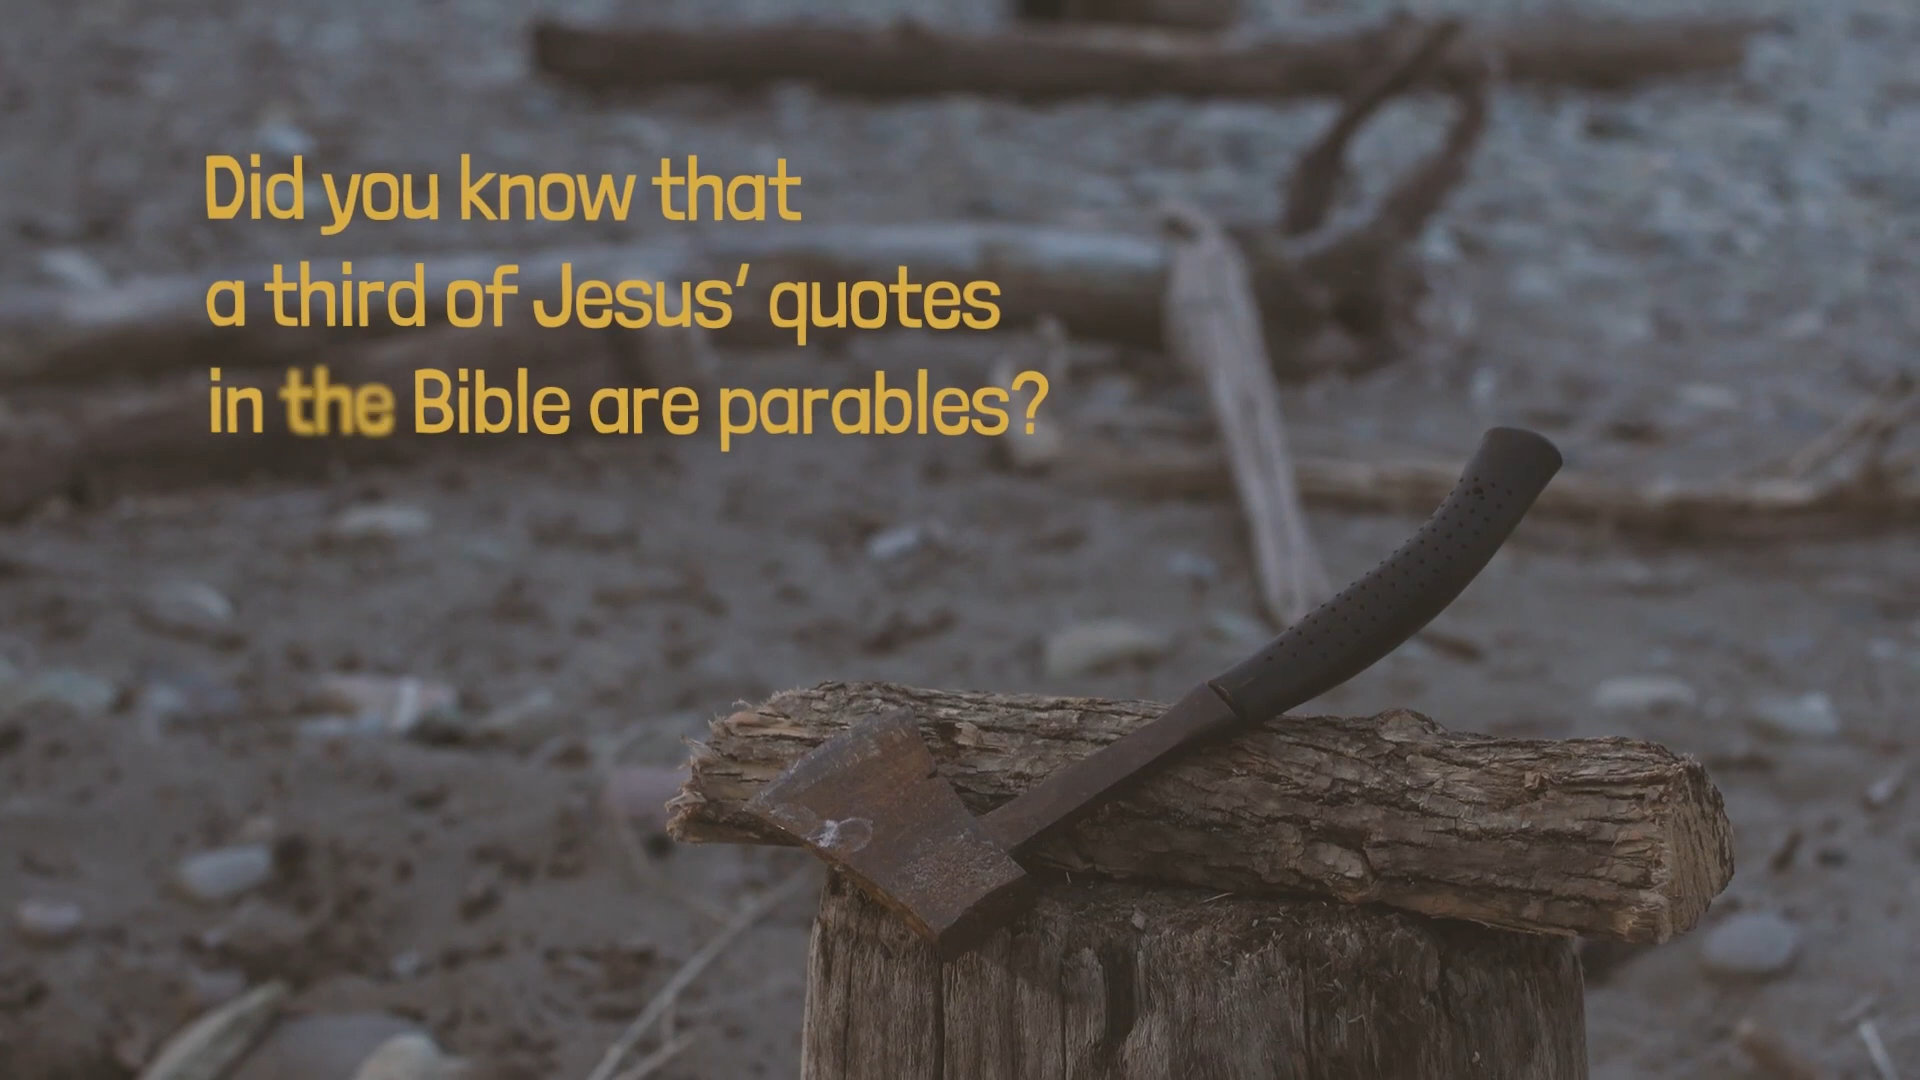 Did you know that
a third of Jesus’ quotes
in the Bible are parables?